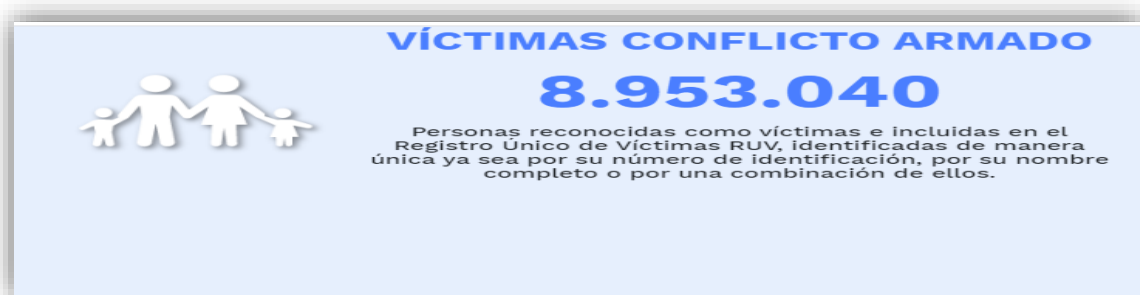 VÍCTIMAS CONFLICTO ARMADO
8.953.040
Personas reconocidas como víctimas e incluidas en el
Registro Único de Víctimas RUV, identificadas de manera
única ya sea por su número de identificación, por su nombre
completo o por una combinación de ellos.